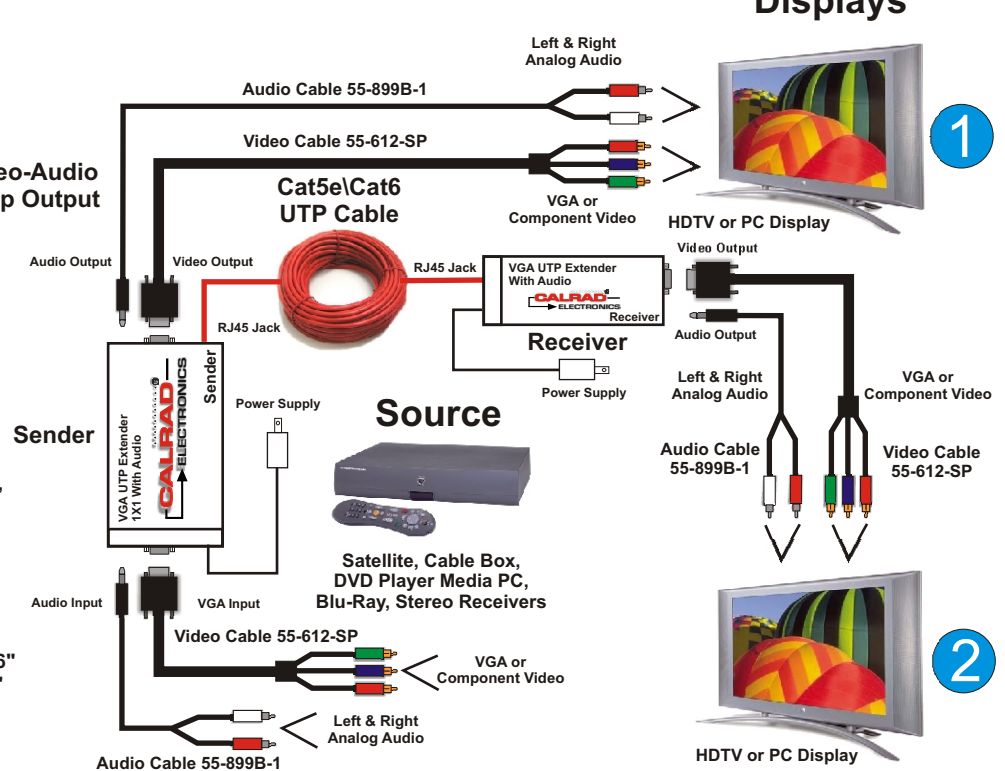 Displays
Left & Right
Analog Audio
Audio Cable 55-899B-1
Video Cable 55-612-SP
1
eo-Audio
p Output
Cat5e\Cat6
UTP Cable
VGA or
Component Video
HDTV or PC Display
Audio Output
Video Output
RJ45 Jack
RJ45 Jack
VGA UTP Extender
With Audio
CALRAD
ELECTRONICS
Receiver
Video Output
Audio Output
Receiver
Power Supply
Sender
Sender
VGA UTP Extender
1X1 With Audio
CALRAD
ELECTRONICS
Power Supply
Source
Left & Right
Analog Audio
VGA or
Component Video
Audio Cable
55-899B-1
Video Cable
55-612-SP
Satellite, Cable Box,
DVD Player Media PC,
Blu-Ray, Stereo Receivers
Audio Input
VGA Input
Video Cable 55-612-SP
6"
VGA or
Component Video
Left & Right
Analog Audio
Audio Cable 55-899B-1
2
HDTV or PC Display